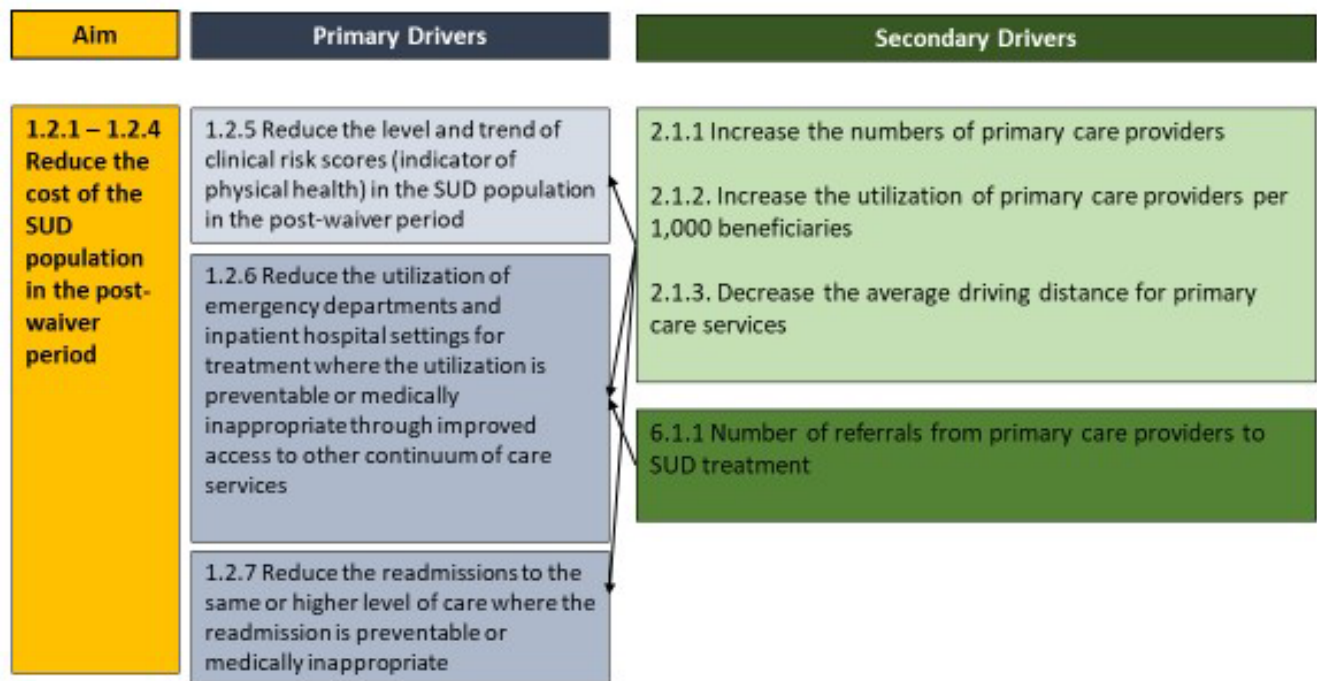 Aim
Primary Drivers
Secondary Drivers
1.2.1 – 1.2.4
Reduce the
cost of the
SUD
population
in the post-
waiver
period
1.2.5 Reduce the level and trend of
clinical risk scores (indicator of
physical health) in the SUD population
in the post-waiver period
1.2.6 Reduce the utilization of
emergency departments and
inpatient hospital settings for
treatment where the utilization is
preventable or medically
inappropriate through improved
access to other continuum of care
services
1.2.7 Reduce the readmissions to the
same or higher level of care where the
readmission is preventable or
medically inappropriate
2.1.1 Increase the numbers of primary care providers
2.1.2. Increase the utilization of primary care providers per
1,000 beneficiaries
2.1.3. Decrease the average driving distance for primary
care services
6.1.1 Number of referrals from primary care providers to
SUD treatment